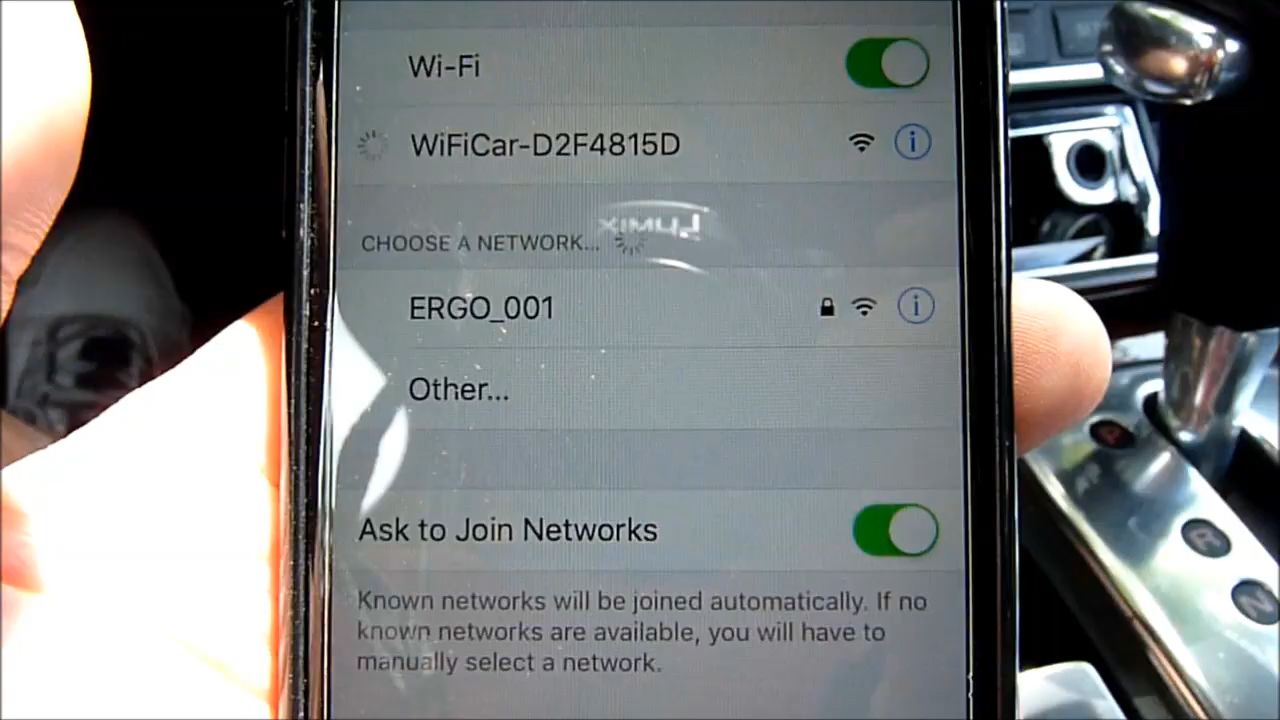 Wi-Fi
WiFiCar-D2F4815D
CHOOSE A NETWORK...
ERGO_001
Other...
Ask to Join Networks
Known networks will be joined automatically. If no
known networks are available, you will have to
manually select a network.
P
R
N